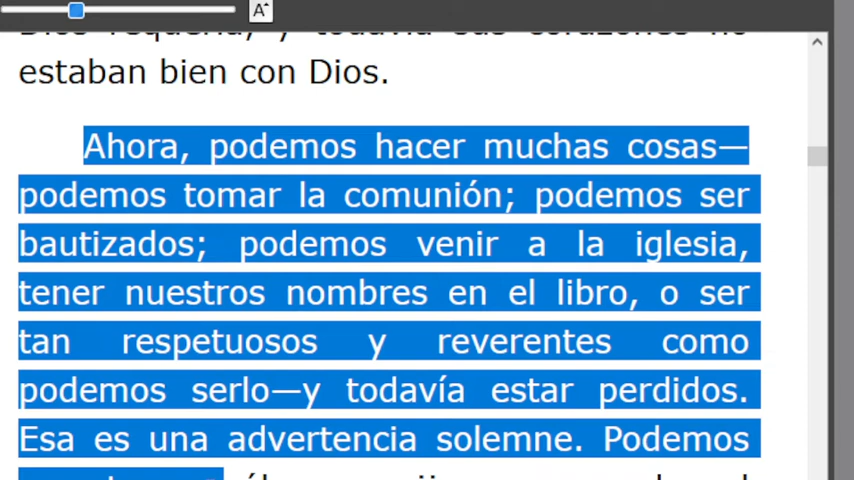 A
estaban bien con Dios.
Ahora, podemos hacer muchas cosas—
podemos tomar la comunión; podemos ser
bautizados; podemos venir a la iglesia,
tener nuestros nombres en el libro, o ser
tan respetuosos y reverentes como
podemos serlo—y todavía estar perdidos.
Esa es una advertencia solemne. Podemos